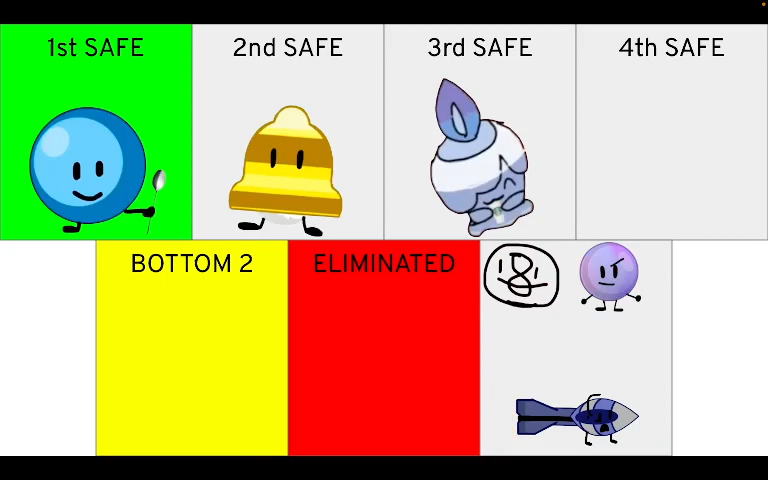 1st SAFE
2nd SAFE
3rd SAFE
4th SAFE
BOTTOM 2
ELIMINATED